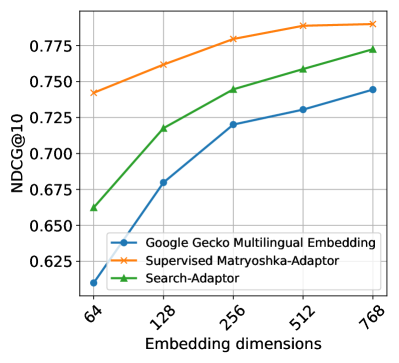 NDCG@10
0.775
0.750
0.725
0.700
0.675
0.650
0.625
Google Gecko Multilingual Embedding
Supervised Matryoshka-Adaptor
Search-Adaptor
64
128
256
512
768
Embedding dimensions